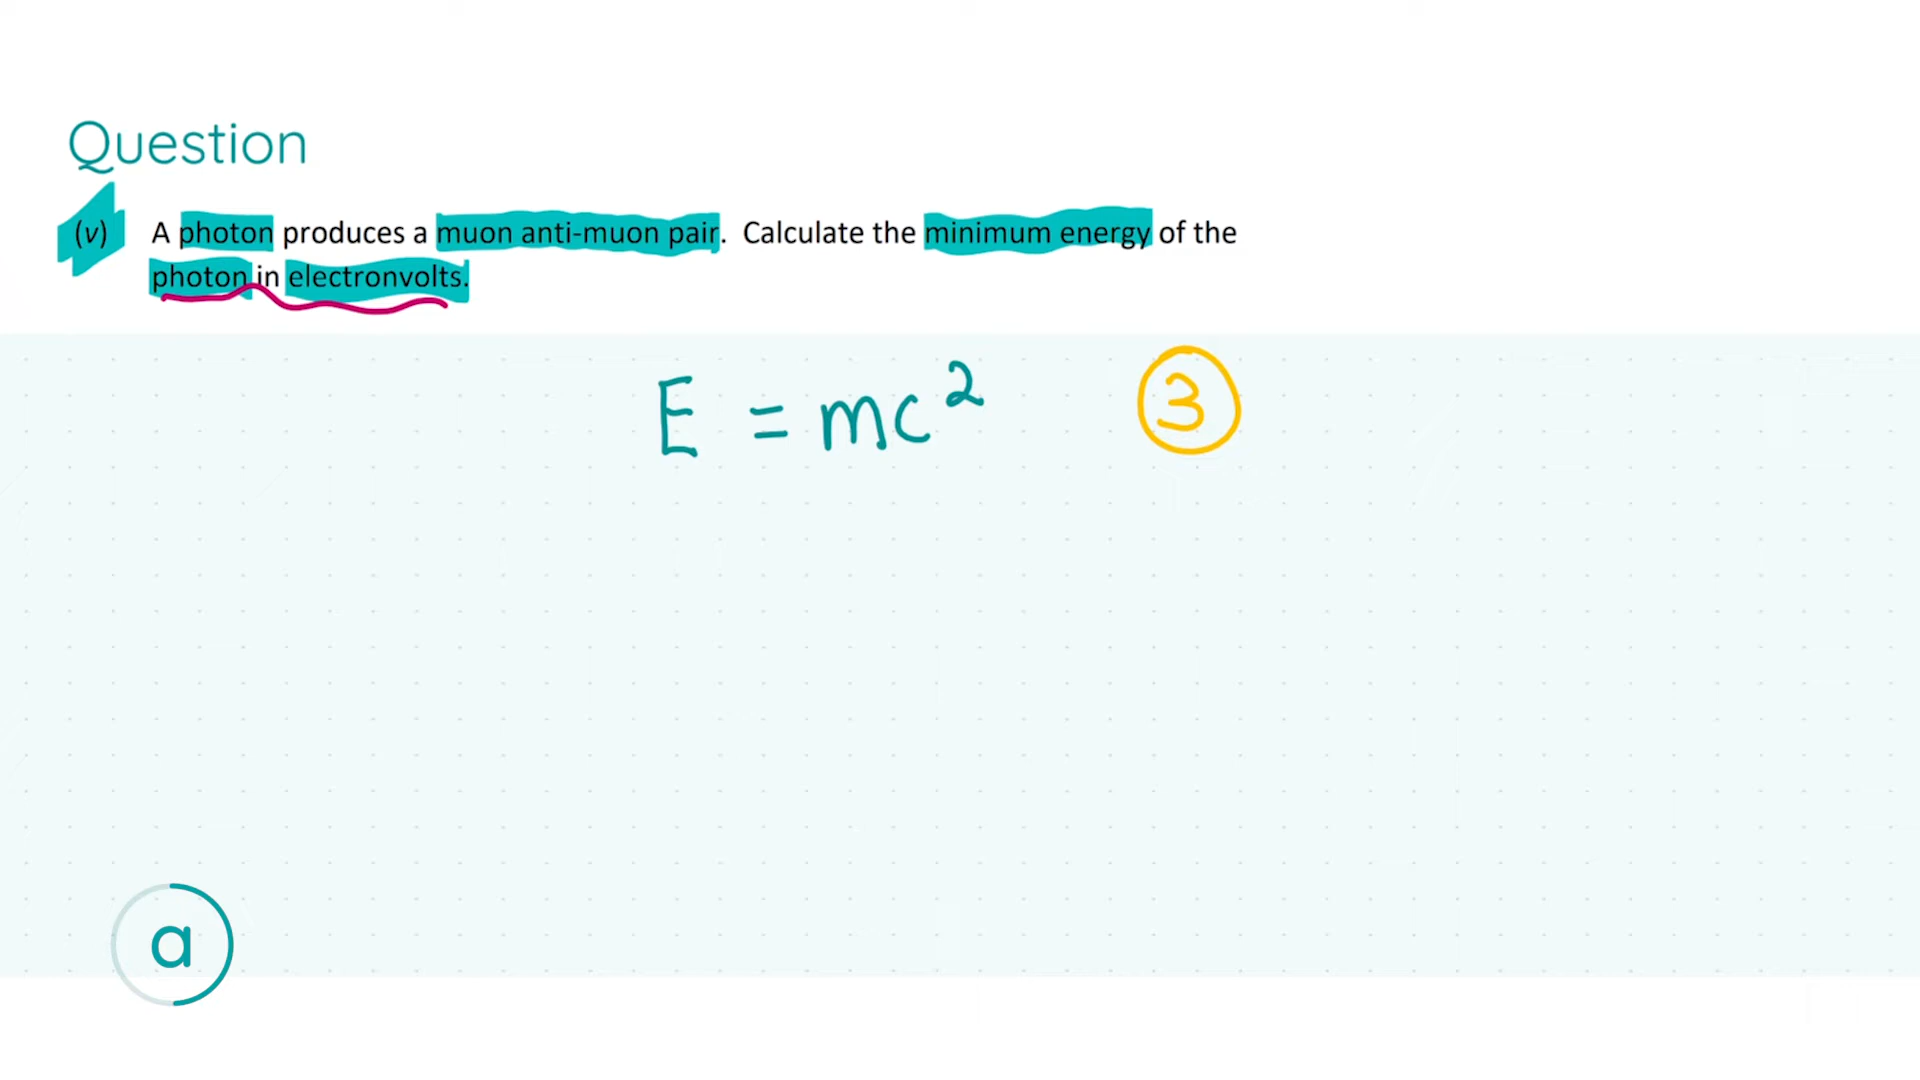 Question
(v) A photon produces a muon anti-muon pair. Calculate the minimum energy of the
photon in electronvolts.
E = mc² 3
a